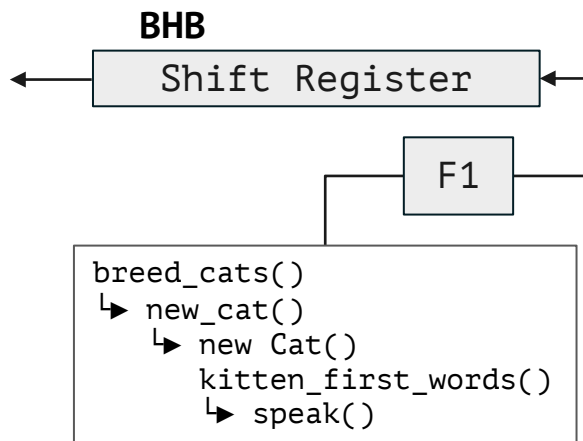 BHB
Shift Register
F1
breed_cats()
↳ new_cat()
↳ new Cat()
kitten_first_words()
↳ speak()